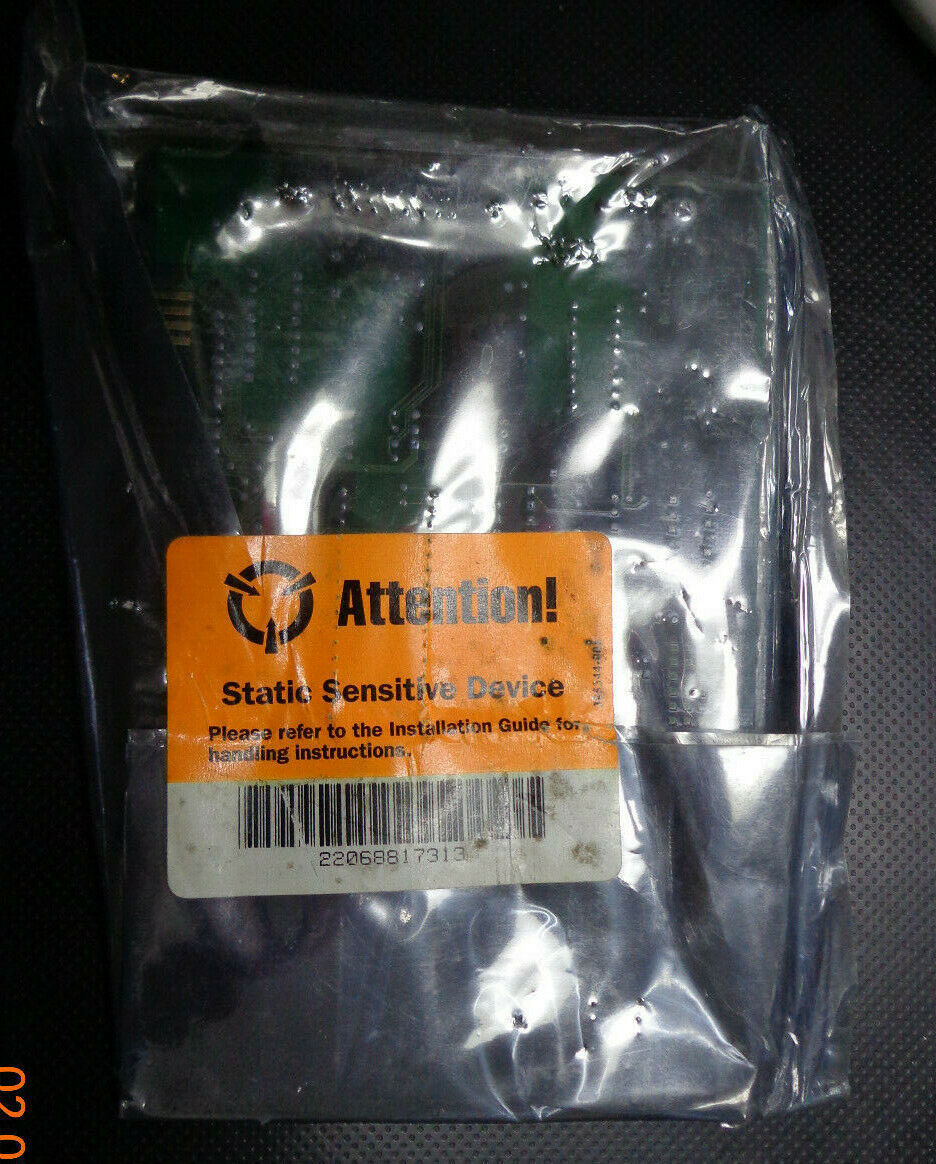 Attention!
Static Sensitive Device
Please refer to the Installation Guide for
handling instructions.
22068817313